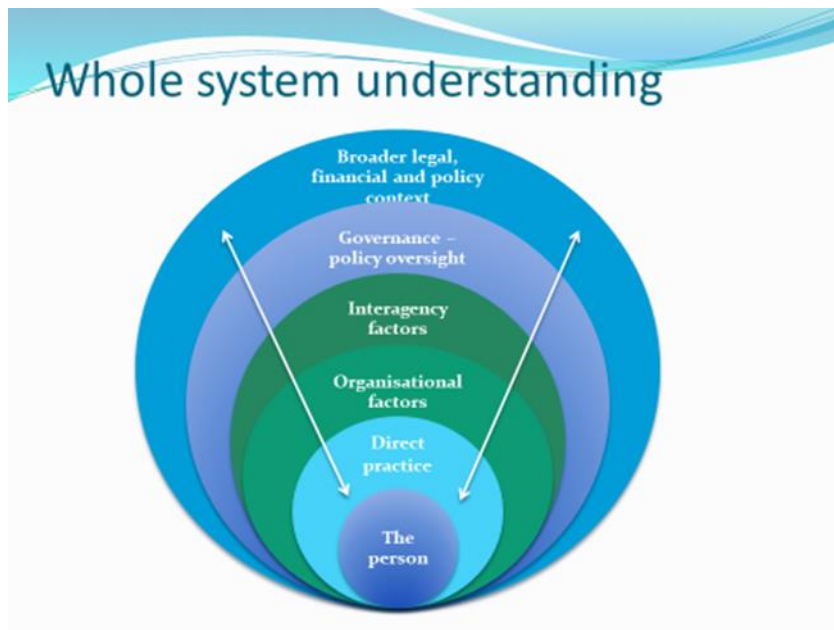 Whole system understanding
Broader legal,
financial and policy
context
Governance –
policy oversight
Interagency
factors
Organisational
factors
Direct
practice
The
person